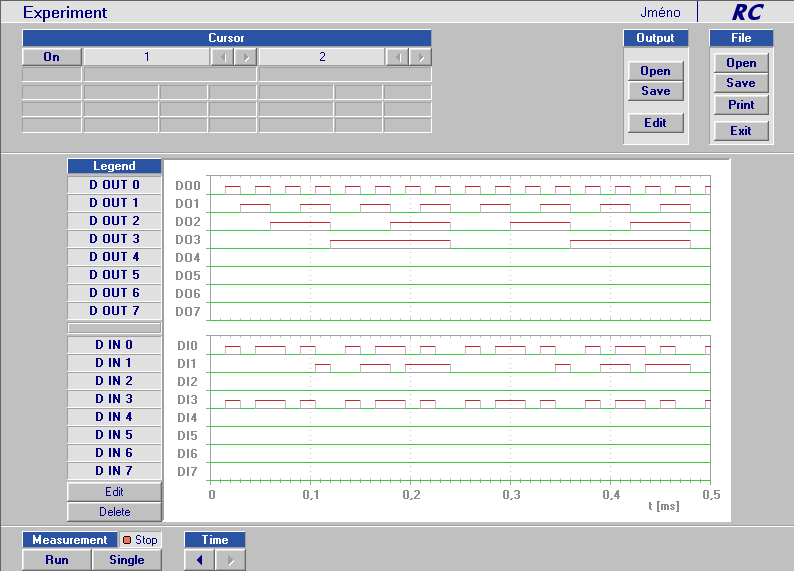 Experiment Jméno RC
Cursor
On 1 2
Output
Open
Save
Edit
File
Open
Save
Print
Exit
Legend
D OUT 0
D OUT 1
D OUT 2
D OUT 3
D OUT 4
D OUT 5
D OUT 6
D OUT 7
D IN 0
D IN 1
D IN 2
D IN 3
D IN 4
D IN 5
D IN 6
D IN 7
Edit
Delete
DO0
DO1
DO2
DO3
DO4
DO5
DO6
DO7
DI0
DI1
DI2
DI3
DI4
DI5
DI6
DI7
0 0,1 0,2 0,3 0,4 0,5
t [ms]
Measurement Stop
Run Single
Time